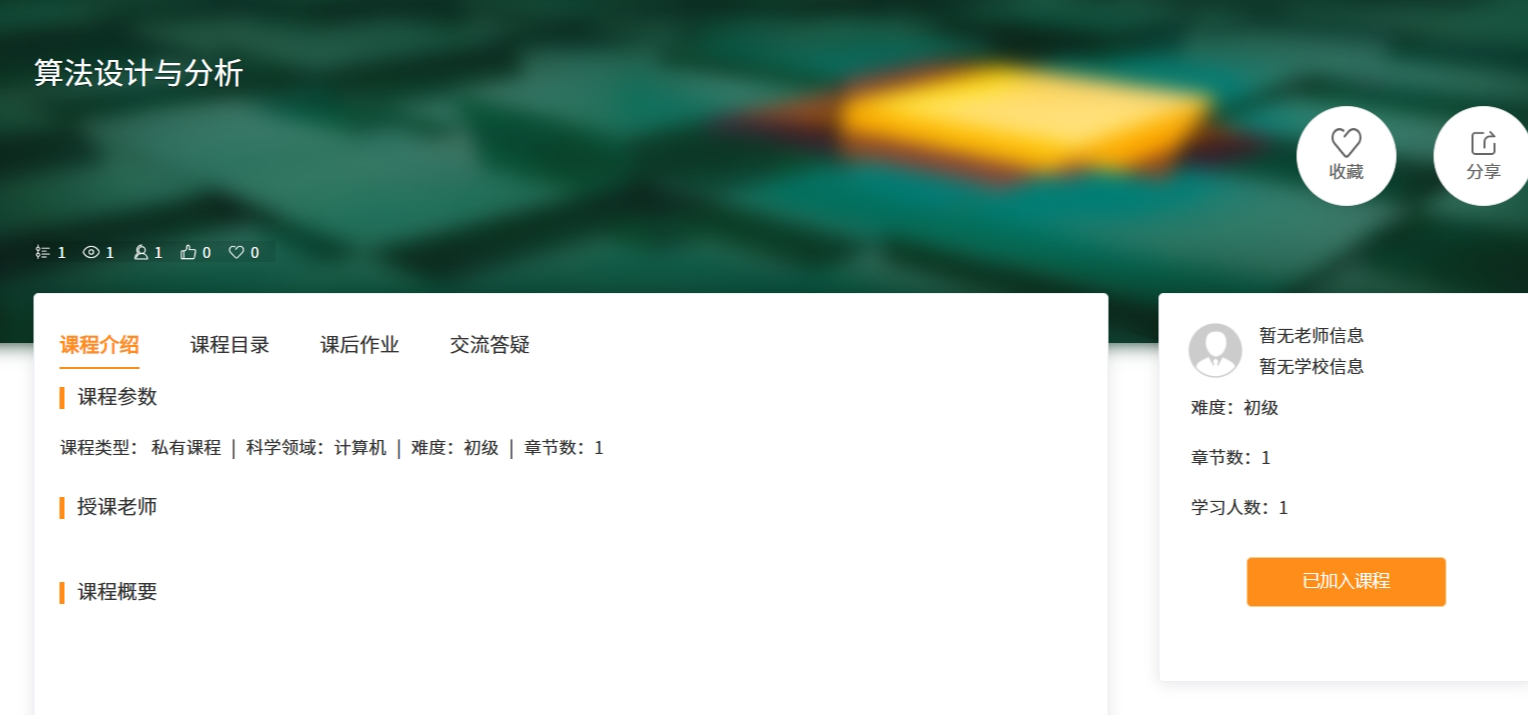 算法设计与分析
收藏
分享
1 1 1 0 0
课程介绍 课程目录 课后作业 交流答疑
课程参数
课程类型： 私有课程 | 科学领域：计算机 | 难度：初级 | 章节数：1
授课老师
课程概要
暂无老师信息
暂无学校信息
难度：初级
章节数：1
学习人数：1
已加入课程